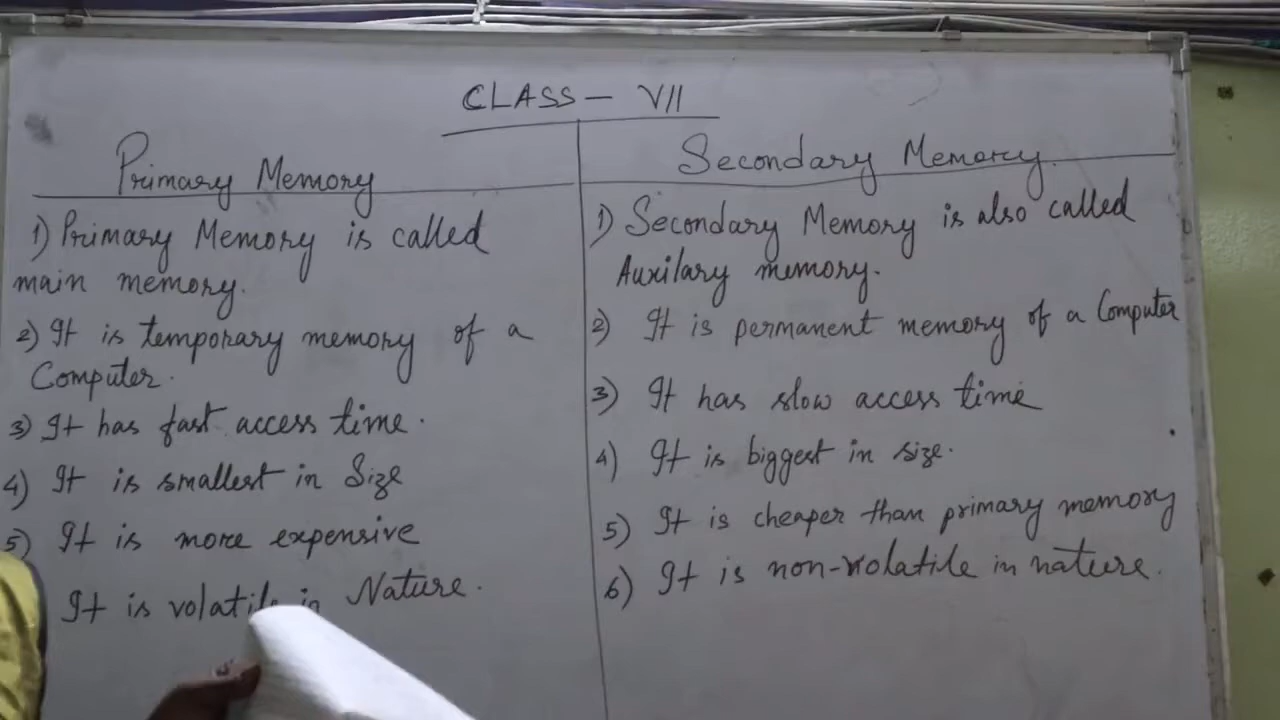 CLASS - VII
Primary Memory
1) Primary Memory is called
main memory.
2) It is temporary memory of a
Computer.
3) It has fast access time.
4) It is smallest in Size
5) It is more expensive
It is volatile in Nature.
Secondary Memory.
1) Secondary Memory is also called
Auxilary memory.
2) It is permanent memory of a Computer
3) It has slow access time
4) It is biggest in size.
5) It is cheaper than primary memory
6) It is non-volatile in nature.